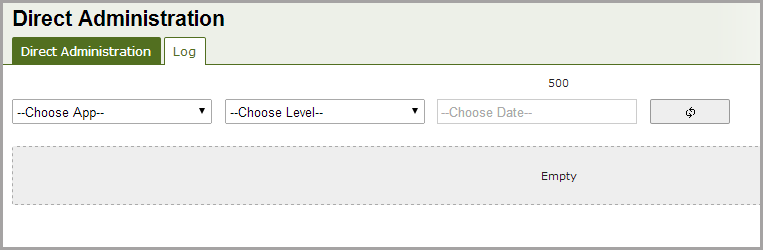 Direct Administration
Direct Administration Log
500
--Choose App-- --Choose Level-- --Choose Date--
Empty